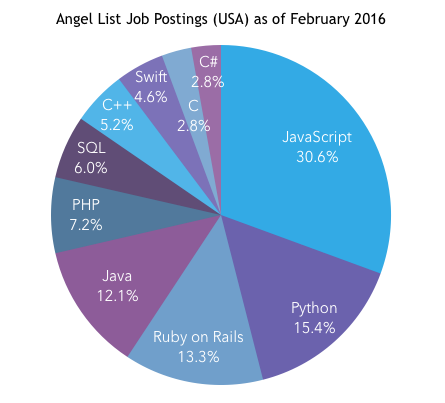 Angel List Job Postings (USA) as of February 2016
C#
2.8%
Swift
4.6%
C
2.8%
C++
5.2%
JavaScript
30.6%
SQL
6.0%
PHP
7.2%
Java
12.1%
Python
15.4%
Ruby on Rails
13.3%